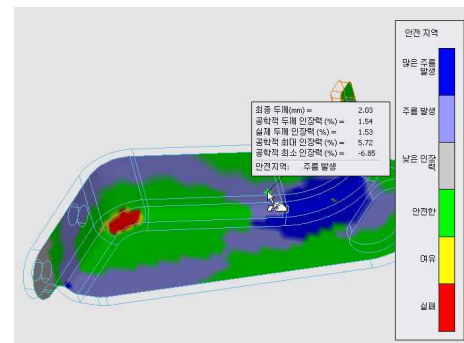 안전 지역
많은 주름
발생
최종 두께(mm) = 2.03
공학적 두께 인장력 (%) = 1.54
실제 두께 인장력 (%) = 1.53
공학적 최대 인장력 (%) = 5.72
공학적 최소 인장력 (%) = -6.85
안전지역: 주름 발생
주름 발생
낮은 인장
력
안전한
여유
실패